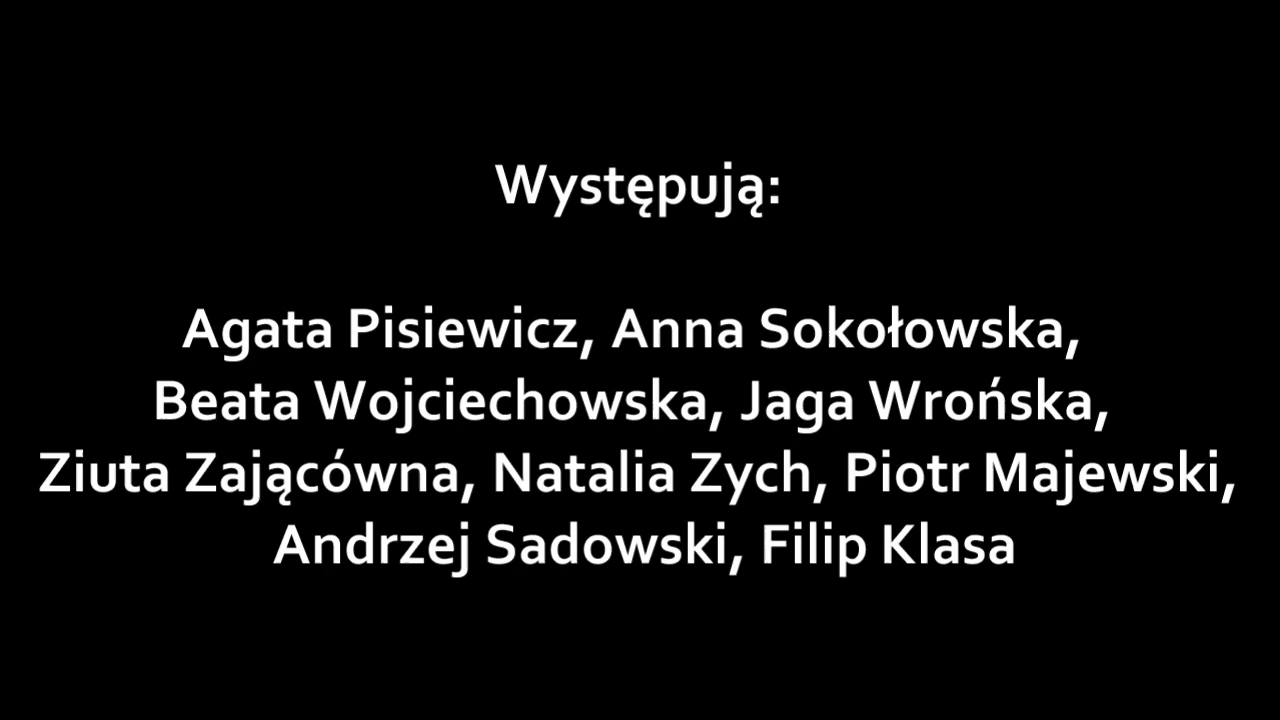 Występują:
Agata Pisiewicz, Anna Sokołowska,
Beata Wojciechowska, Jaga Wrońska,
Ziuta Zającówna, Natalia Zych, Piotr Majewski,
Andrzej Sadowski, Filip Klasa